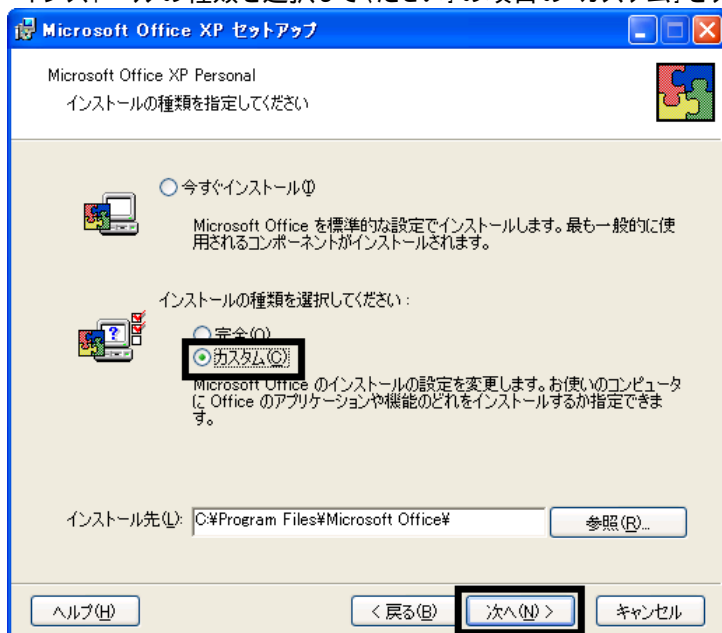 Microsoft Office XP セットアップ
Microsoft Office XP Personal
インストールの種類を指定してください
今すぐインストール(I)
Microsoft Office を標準的な設定でインストールします。最も一般的に使
用されるコンポーネントがインストールされます。
インストールの種類を選択してください:
完全(O)
カスタム(C)
Microsoft Office のインストールの設定を変更します。お使いのコンピュータ
に Office のアプリケーションや機能のどれをインストールするか指定できま
す。
インストール先(L): C:¥Program Files¥Microsoft Office¥ 参照(R)...
ヘルプ(H) < 戻る(B) 次へ(N) > キャンセル